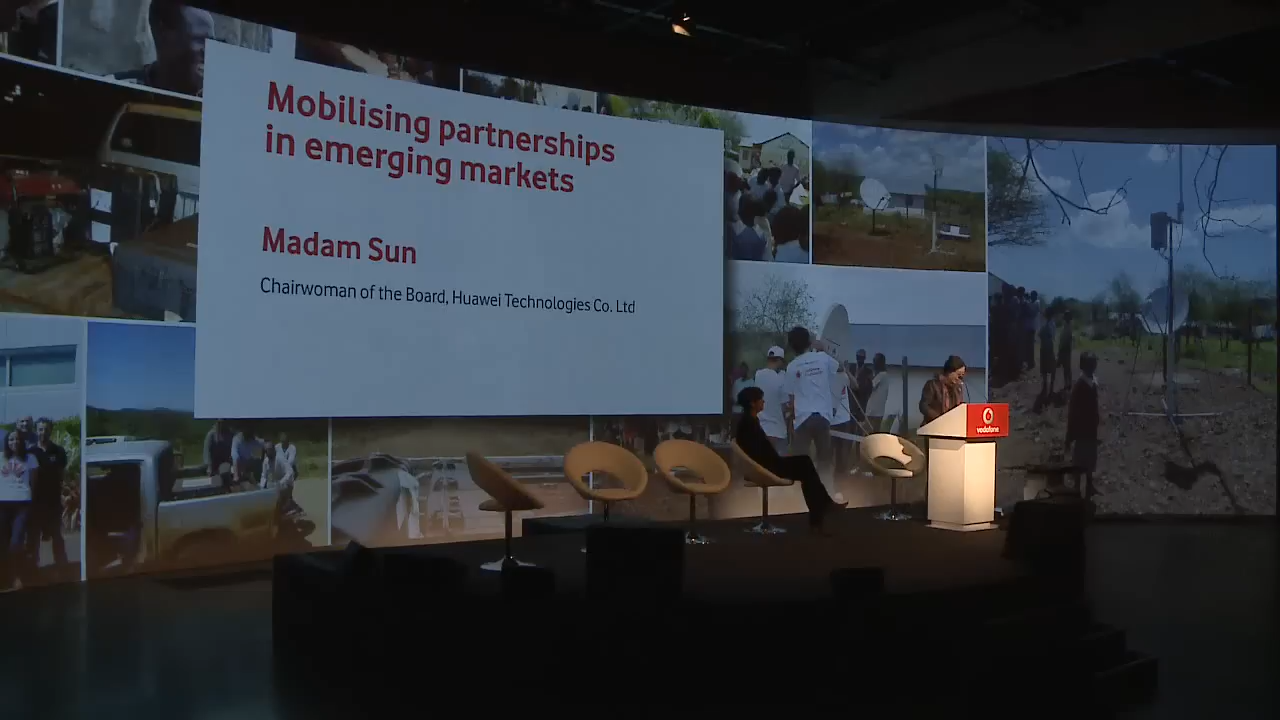 Mobilising partnerships
in emerging markets
Madam Sun
Chairwoman of the Board, Huawei Technologies Co. Ltd
vodafone